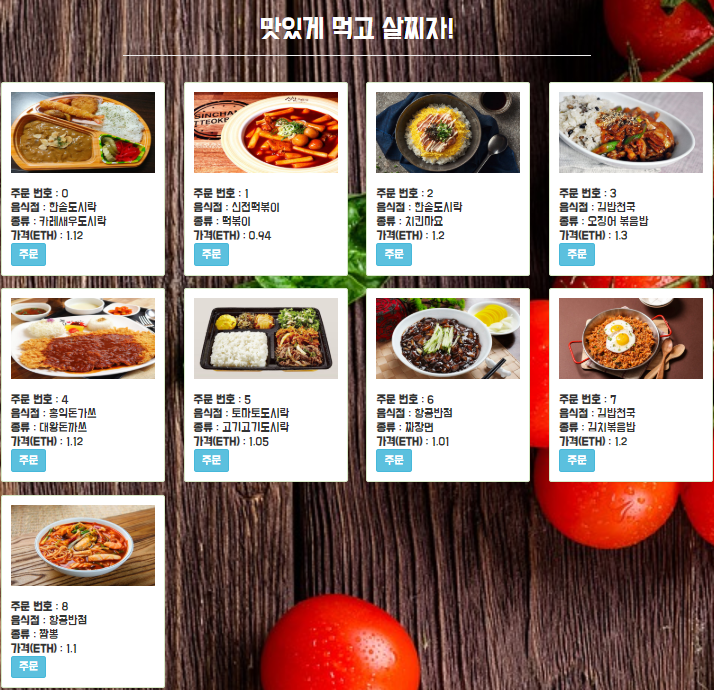 맛있게 먹고 살찌자!
주문 번호 : 0
음식점 : 한솥도시락
종류 : 카레새우도시락
가격(ETH) : 1.12
주문
주문 번호 : 1
음식점 : 신전떡볶이
종류 : 떡볶이
가격(ETH) : 0.94
주문
주문 번호 : 2
음식점 : 한솥도시락
종류 : 치킨마요
가격(ETH) : 1.2
주문
주문 번호 : 3
음식점 : 김밥천국
종류 : 오징어 볶음밥
가격(ETH) : 1.3
주문
주문 번호 : 4
음식점 : 홍익돈가쓰
종류 : 대왕돈까쓰
가격(ETH) : 1.12
주문
주문 번호 : 5
음식점 : 토마토도시락
종류 : 고기고기도시락
가격(ETH) : 1.05
주문
주문 번호 : 6
음식점 : 향콩반점
종류 : 짜장면
가격(ETH) : 1.01
주문
주문 번호 : 7
음식점 : 김밥천국
종류 : 김치볶음밥
가격(ETH) : 1.2
주문
주문 번호 : 8
음식점 : 향콩반점
종류 : 짬뽕
가격(ETH) : 1.1
주문